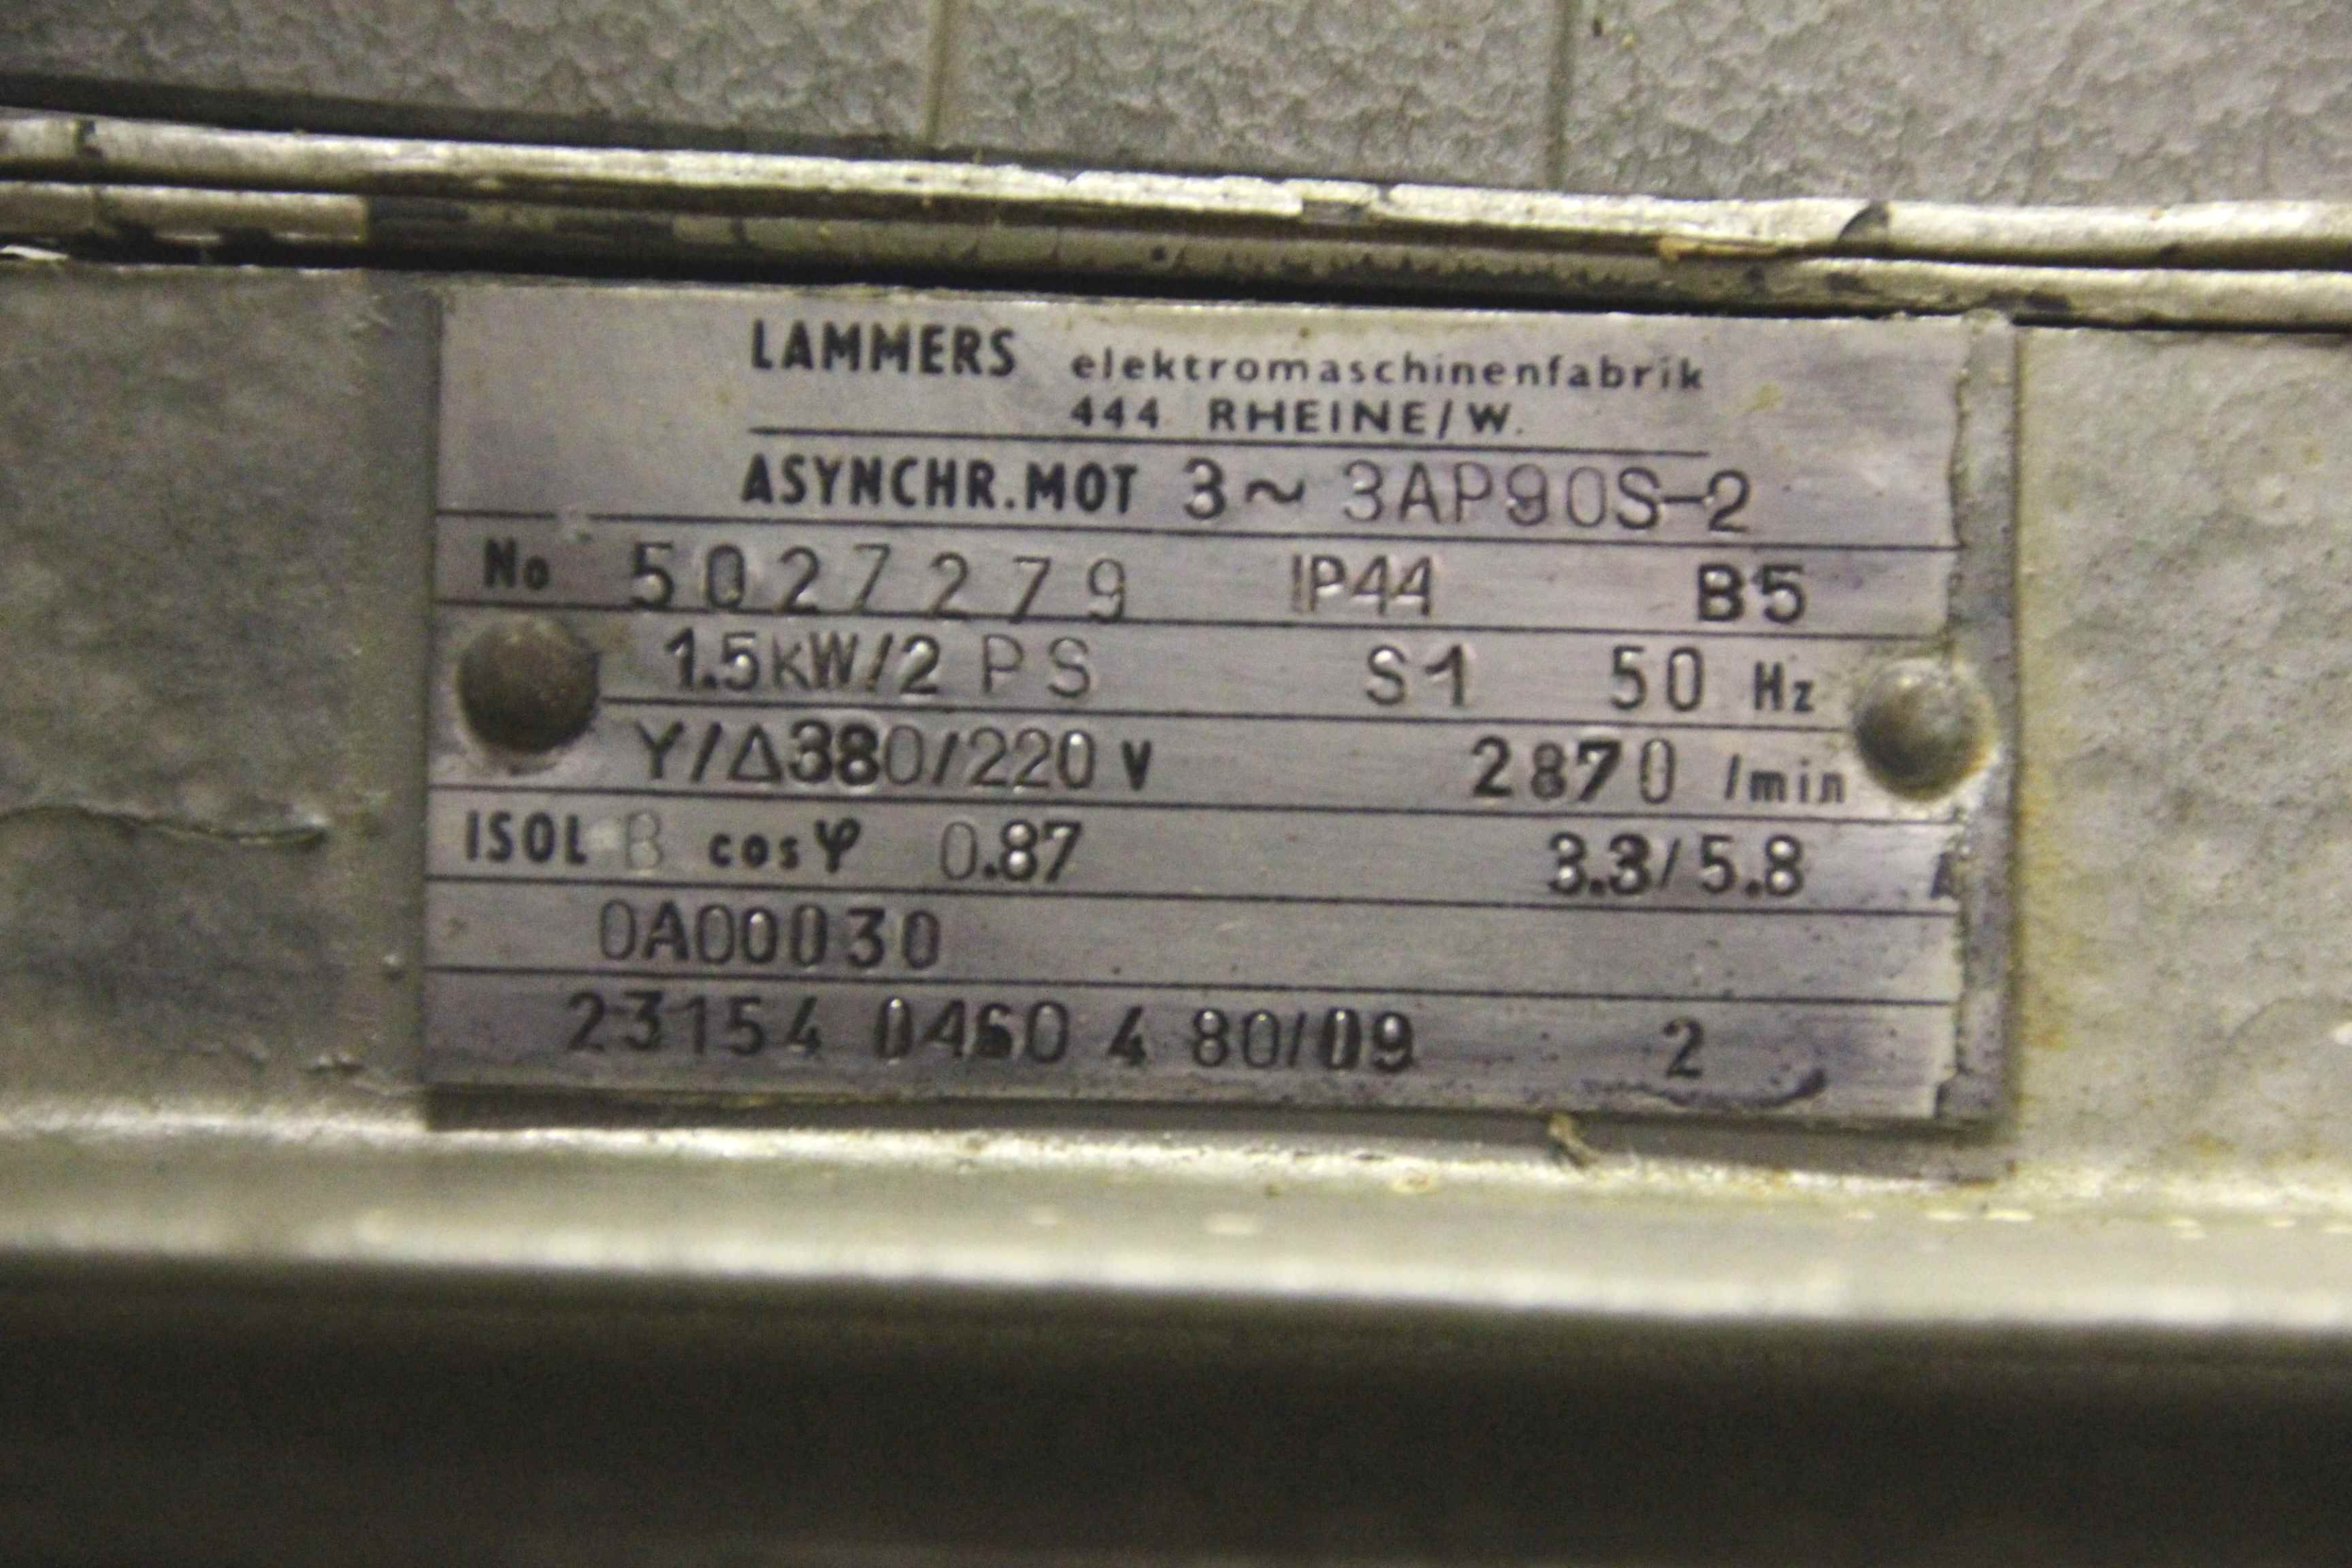 LAMMERS elektromaschinenfabrik
444 RHEINE/W.
ASYNCHR.MOT 3~ 3AP90S-2
No 5027279 IP44 B5
1.5kW/2 PS S1 50 Hz
Y/Δ380/220 V 2870 /min
ISOL B cosφ 0.87 3.3/5.8 A
0A00030
23154 0460 4 80/09 2